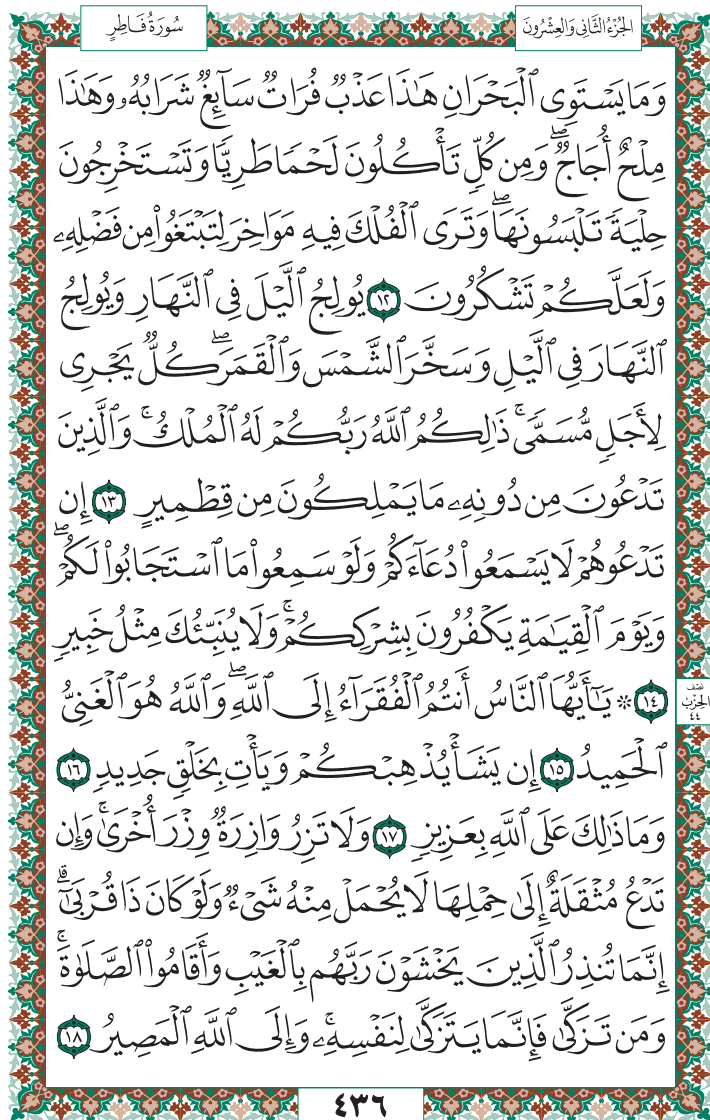 سُورَةُ فَاطِرٍ
الجُزْءُ الثَّانِي وَالعِشْرُونَ
وَمَا يَسْتَوِى ٱلْبَحْرَانِ هَٰذَا عَذْبٌ فُرَاتٌ سَآئِغٌ شَرَابُهُۥ وَهَٰذَا
مِلْحٌ أُجَاجٌ ۖ وَمِن كُلٍّ تَأْكُلُونَ لَحْمًا طَرِيًّا وَتَسْتَخْرِجُونَ
حِلْيَةً تَلْبَسُونَهَا ۖ وَتَرَى ٱلْفُلْكَ فِيهِ مَوَاخِرَ لِتَبْتَغُوا۟ مِن فَضْلِهِۦ
وَلَعَلَّكُمْ تَشْكُرُونَ ١٢ يُولِجُ ٱلَّيْلَ فِى ٱلنَّهَارِ وَيُولِجُ
ٱلنَّهَارَ فِى ٱلَّيْلِ وَسَخَّرَ ٱلشَّمْسَ وَٱلْقَمَرَ ۖ كُلٌّ يَجْرِى
لِأَجَلٍ مُّسَمًّى ۚ ذَٰلِكُمُ ٱللَّهُ رَبُّكُمْ لَهُ ٱلْمُلْكُ ۚ وَٱلَّذِينَ
تَدْعُونَ مِن دُونِهِۦ مَا يَمْلِكُونَ مِن قِطْمِيرٍ ١٣ إِن
تَدْعُوهُمْ لَا يَسْمَعُوا۟ دُعَآءَكُمْ وَلَوْ سَمِعُوا۟ مَا ٱسْتَجَابُوا۟ لَكُمْ ۖ
وَيَوْمَ ٱلْقِيَٰمَةِ يَكْفُرُونَ بِشِرْكِكُمْ ۚ وَلَا يُنَبِّئُكَ مِثْلُ خَبِيرٍ
١٤ ۞ يَٰٓأَيُّهَا ٱلنَّاسُ أَنتُمُ ٱلْفُقَرَآءُ إِلَى ٱللَّهِ ۖ وَٱللَّهُ هُوَ ٱلْغَنِىُّ
نِصْف
الحِزْبْ
٤٤
ٱلْحَمِيدُ ١٥ إِن يَشَأْ يُذْهِبْكُمْ وَيَأْتِ بِخَلْقٍ جَدِيدٍ ١٦
وَمَا ذَٰلِكَ عَلَى ٱللَّهِ بِعَزِيزٍ ١٧ وَلَا تَزِرُ وَازِرَةٌ وِزْرَ أُخْرَىٰ ۚ وَإِن
تَدْعُ مُثْقَلَةٌ إِلَىٰ حِمْلِهَا لَا يُحْمَلْ مِنْهُ شَىْءٌ وَلَوْ كَانَ ذَا قُرْبَىٰٓ ۗ
إِنَّمَا تُنذِرُ ٱلَّذِينَ يَخْشَوْنَ رَبَّهُم بِٱلْغَيْبِ وَأَقَامُوا۟ ٱلصَّلَوٰةَ ۚ
وَمَن تَزَكَّىٰ فَإِنَّمَا يَتَزَكَّىٰ لِنَفْسِهِۦ ۚ وَإِلَى ٱللَّهِ ٱلْمَصِيرُ ١٨
٤٣٦